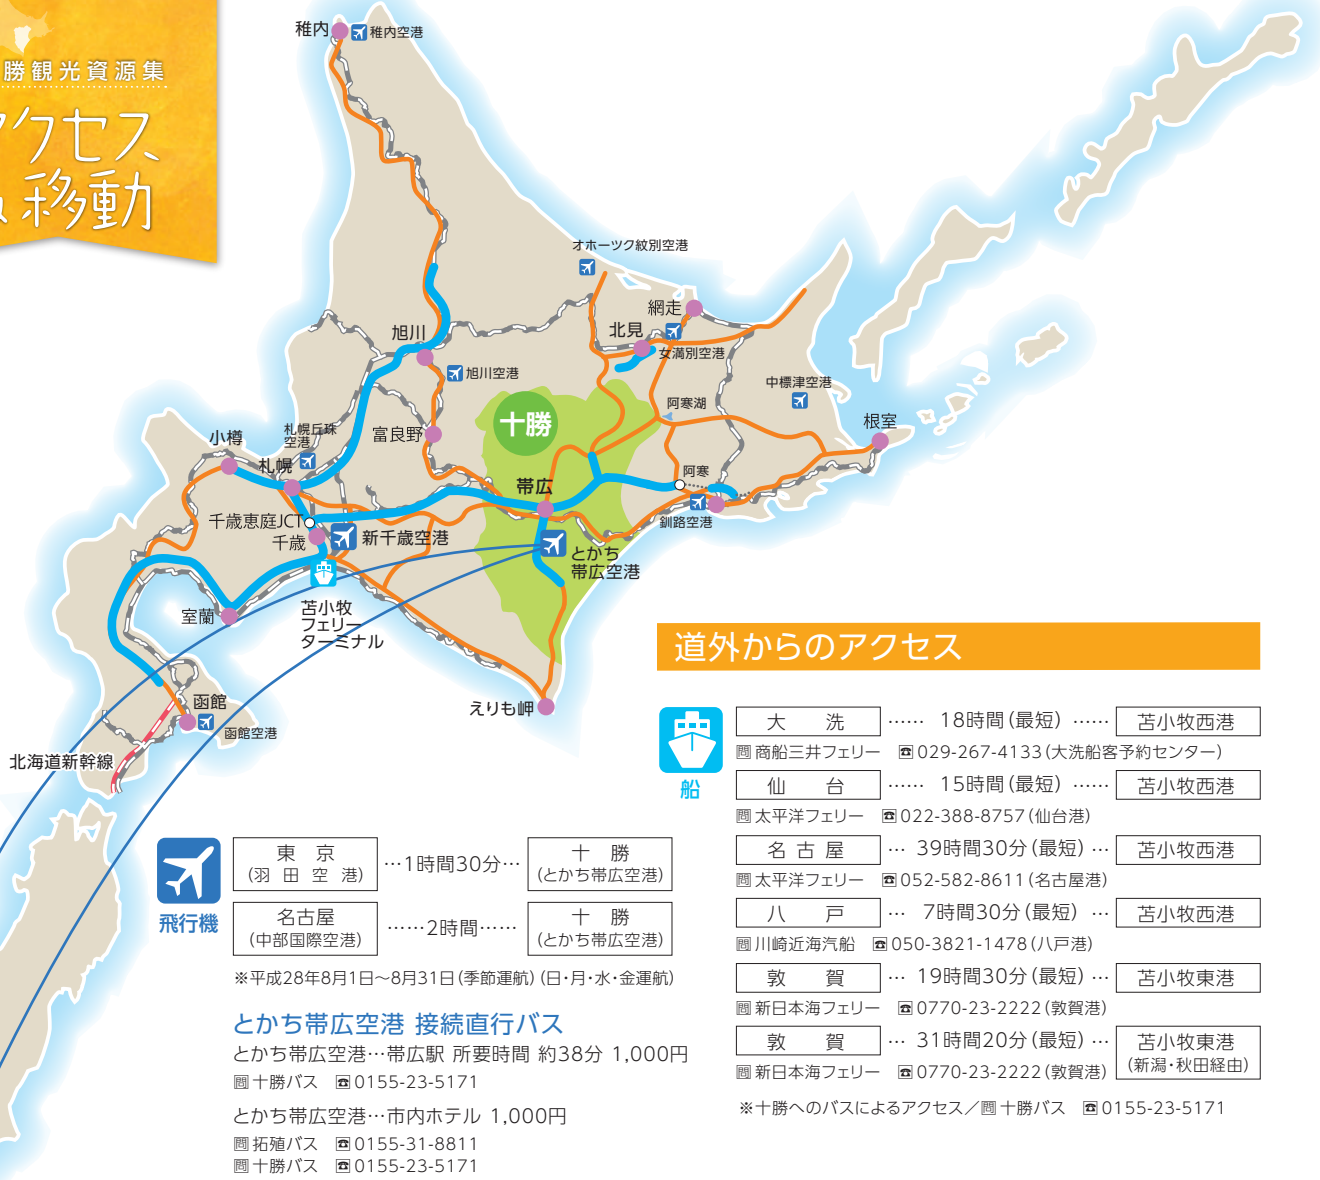 勝観光資源集
アクセス
移動
稚内
稚内空港
オホーツク紋別空港
網走
北見
女満別空港
旭川
旭川空港
中標津空港
阿寒湖
根室
十勝
富良野
小樽
札幌丘珠
空港
札幌
阿寒
帯広
千歳恵庭JCT
千歳
新千歳空港
釧路空港
とかち
帯広空港
苫小牧
フェリー
ターミナル
室蘭
えりも岬
函館
函館空港
北海道新幹線
飛行機
東 京
(羽 田 空 港)
…1時間30分…
十 勝
(とかち帯広空港)
名古屋
(中部国際空港)
……2時間……
十 勝
(とかち帯広空港)
※平成28年8月1日～8月31日(季節運航)(日・月・水・金運航)
とかち帯広空港 接続直行バス
とかち帯広空港…帯広駅 所要時間 約38分 1,000円
問十勝バス ☎0155-23-5171
とかち帯広空港…市内ホテル 1,000円
問拓殖バス ☎0155-31-8811
問十勝バス ☎0155-23-5171
道外からのアクセス
船
大 洗 …… 18時間(最短) …… 苫小牧西港
問商船三井フェリー ☎029-267-4133(大洗船客予約センター)
仙 台 …… 15時間(最短) …… 苫小牧西港
問太平洋フェリー ☎022-388-8757(仙台港)
名 古 屋 … 39時間30分(最短) … 苫小牧西港
問太平洋フェリー ☎052-582-8611(名古屋港)
八 戸 … 7時間30分(最短) … 苫小牧西港
問川崎近海汽船 ☎050-3821-1478(八戸港)
敦 賀 … 19時間30分(最短) … 苫小牧東港
問新日本海フェリー ☎0770-23-2222(敦賀港)
敦 賀 … 31時間20分(最短) … 苫小牧東港
(新潟・秋田経由)
問新日本海フェリー ☎0770-23-2222(敦賀港)
※十勝へのバスによるアクセス／問十勝バス ☎0155-23-5171